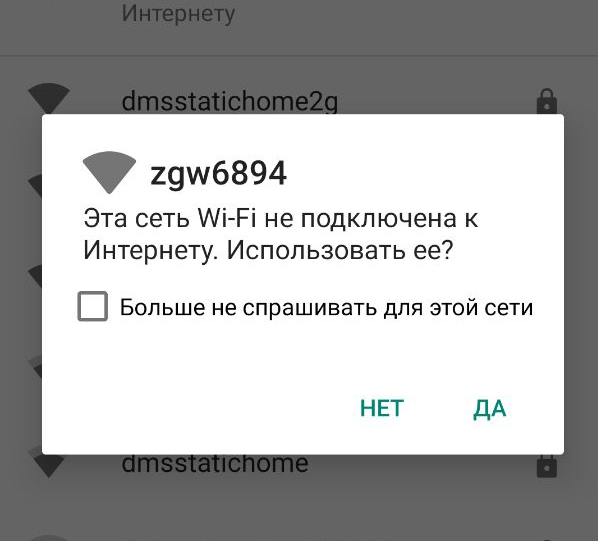 Интернету
dmsstatichome2g
zgw6894
Эта сеть Wi-Fi не подключена к
Интернету. Использовать ее?
Больше не спрашивать для этой сети
НЕТ ДА
dmsstatichome